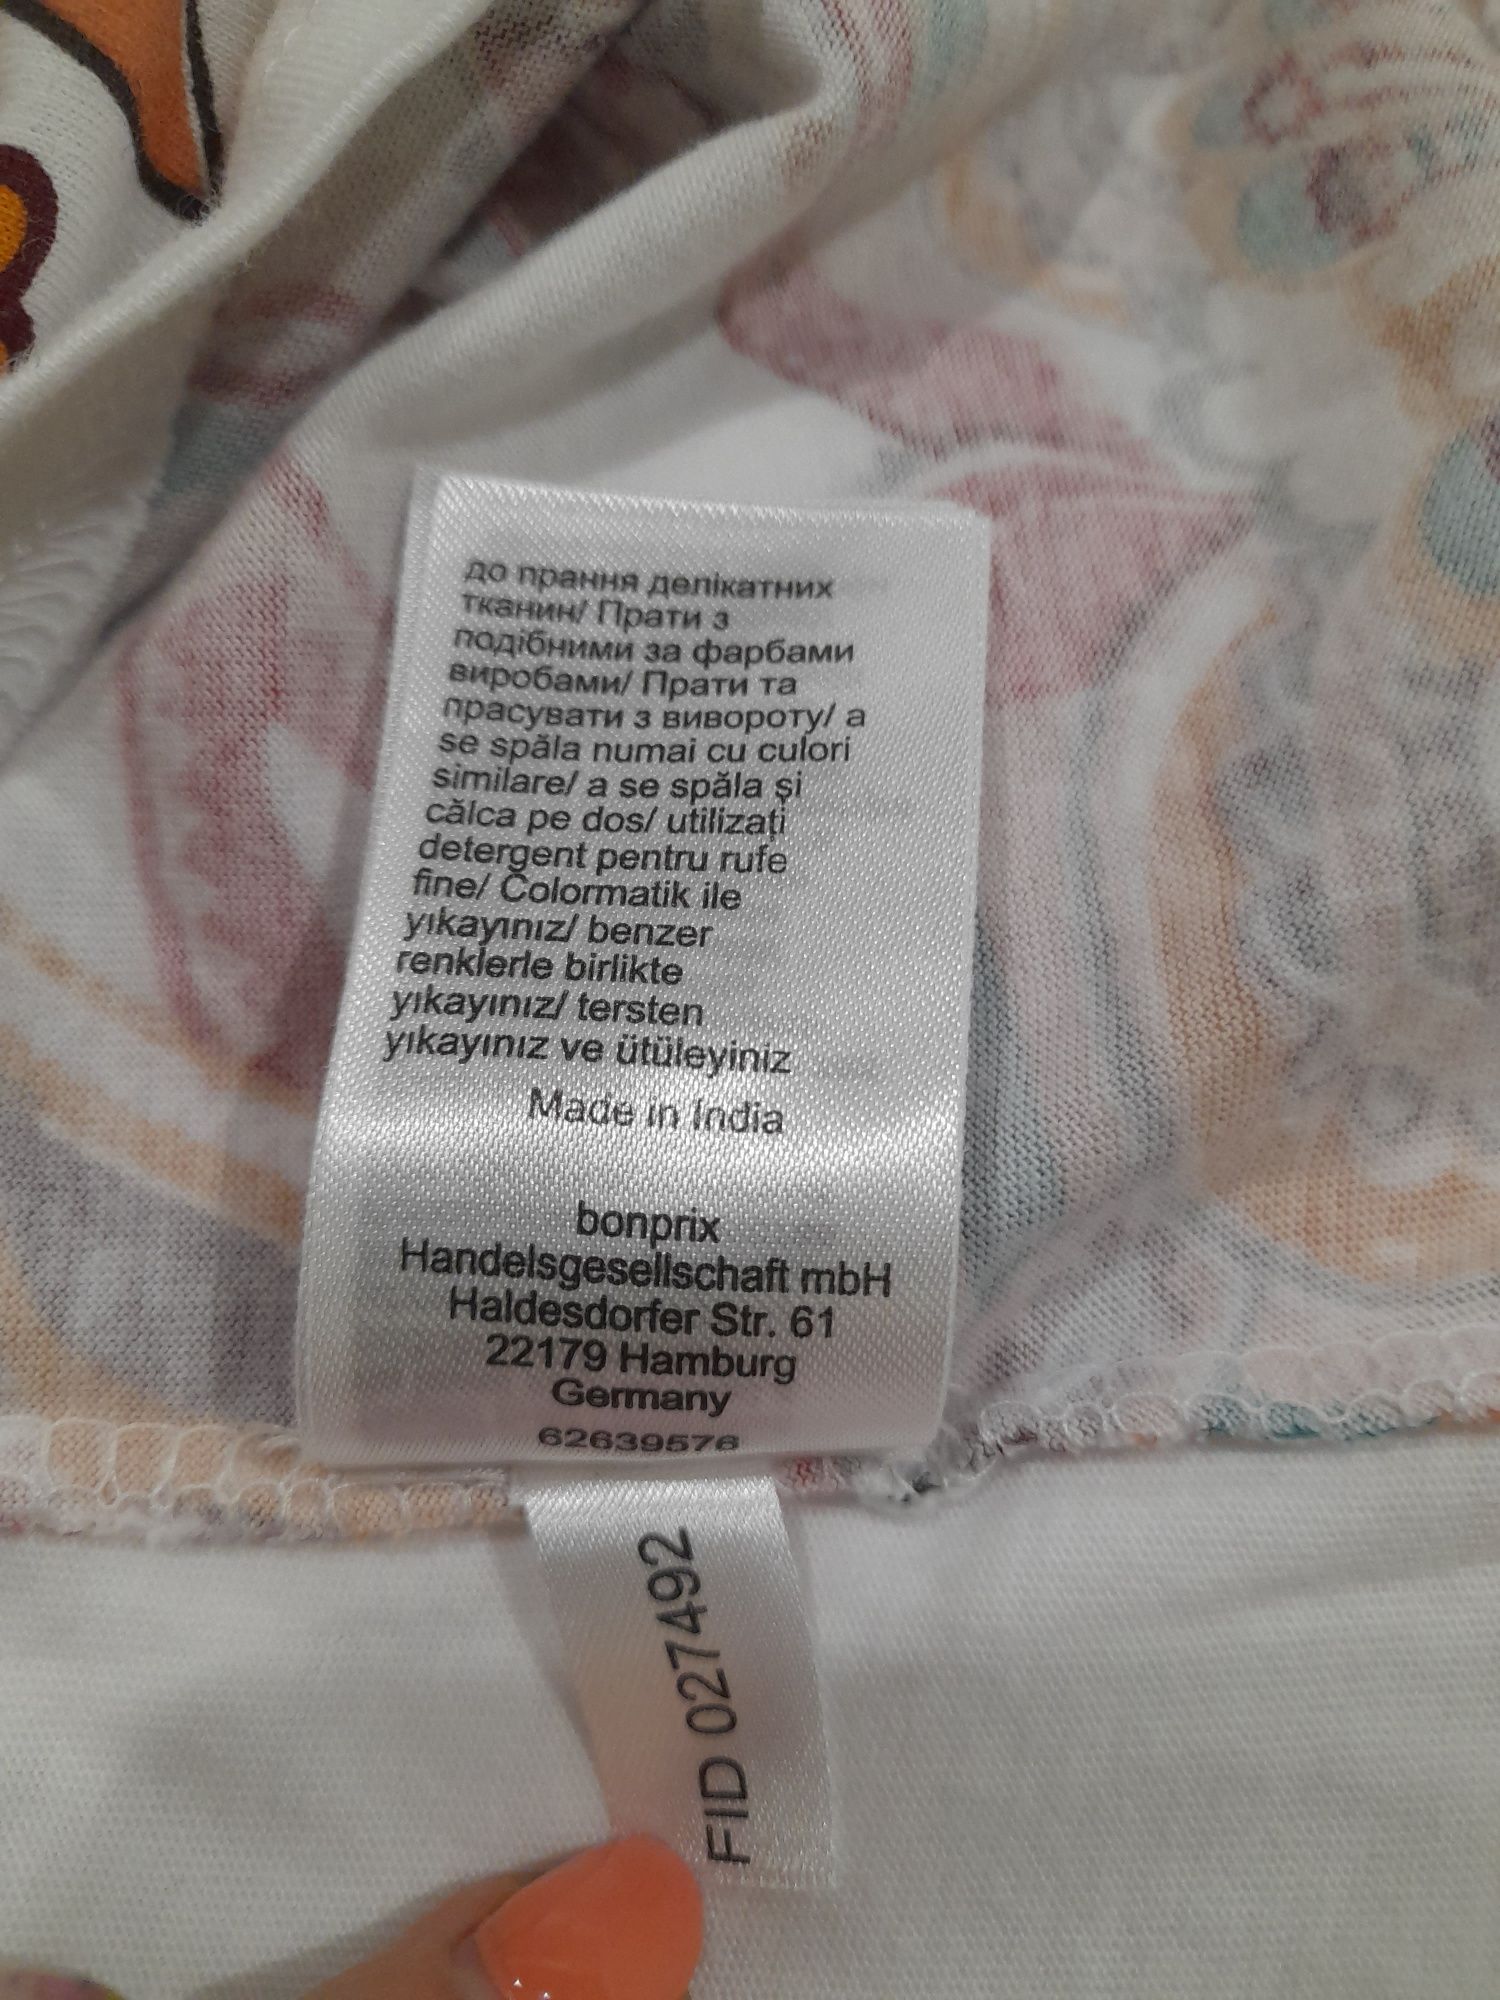 до прання делікатних
тканин/ Прати з
подібними за фарбами
виробами/ Прати та
прасувати з вивороту/ a
se spăla numai cu culori
similare/ a se spăla și
călca pe dos/ utilizați
detergent pentru rufe
fine/ Colormatik ile
yıkayınız/ benzer
renklerle birlikte
yıkayınız/ tersten
yıkayınız ve ütüleyiniz
Made in India
bonprix
Handelsgesellschaft mbH
Haldesdorfer Str. 61
22179 Hamburg
Germany
62639576
FID 027492